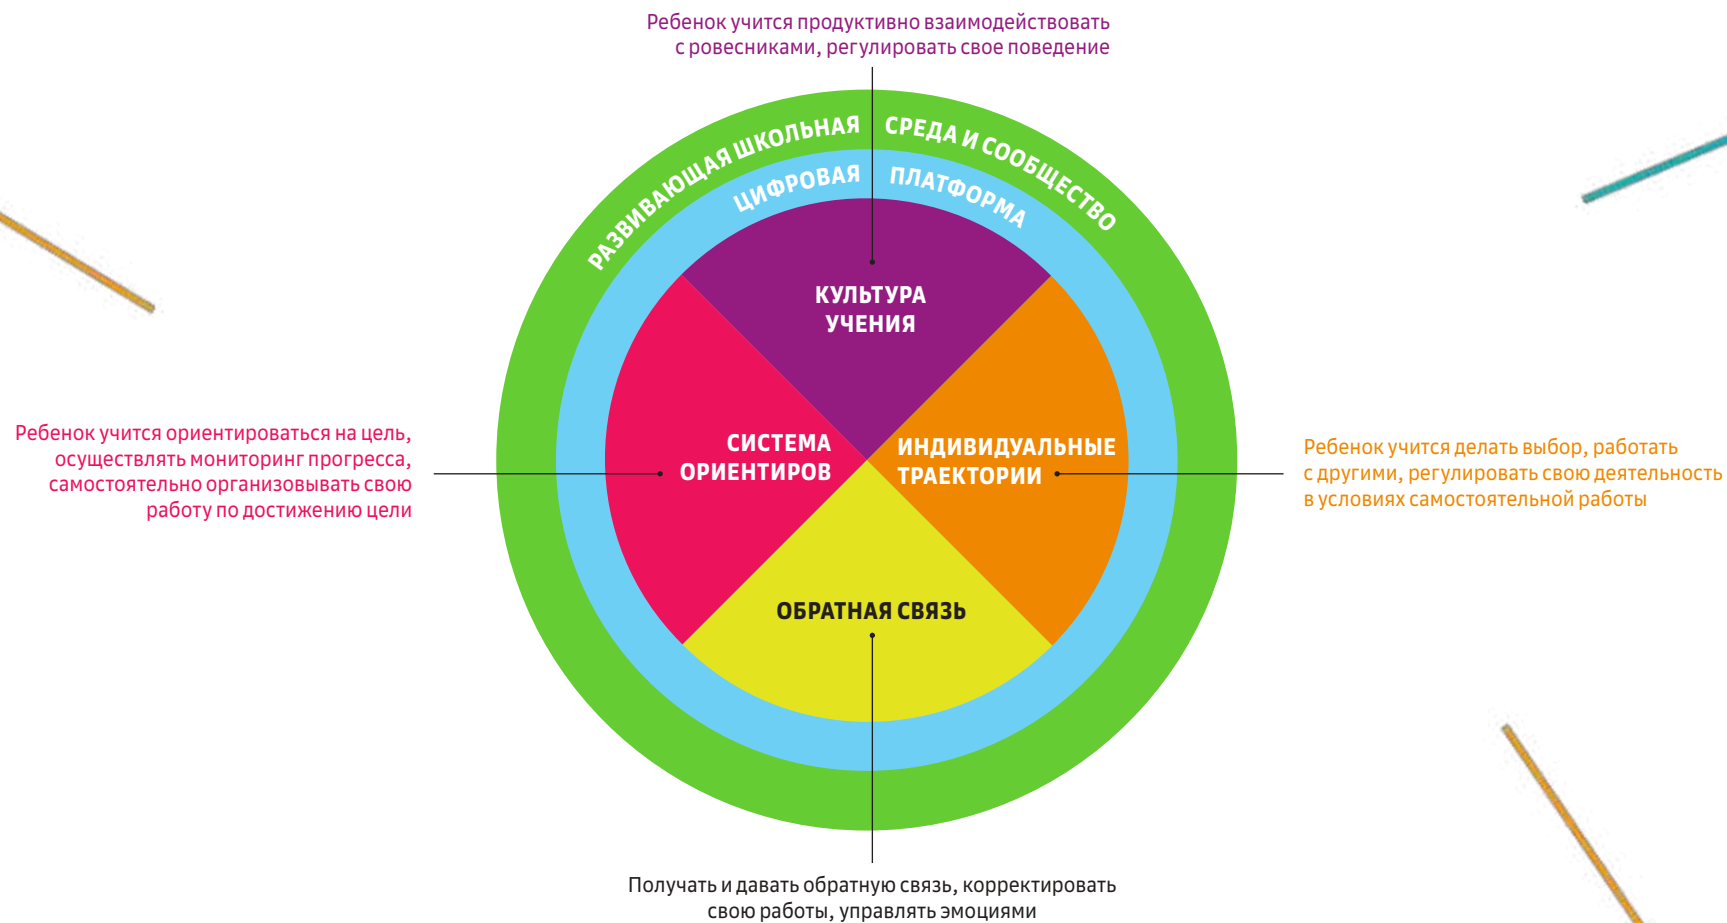 Ребенок учится продуктивно взаимодействовать
с ровесниками, регулировать свое поведение
РАЗВИВАЮЩАЯ ШКОЛЬНАЯ СРЕДА И СООБЩЕСТВО
ЦИФРОВАЯ ПЛАТФОРМА
КУЛЬТУРА
УЧЕНИЯ
Ребенок учится ориентироваться на цель,
осуществлять мониторинг прогресса,
самостоятельно организовывать свою
работу по достижению цели
СИСТЕМА
ОРИЕНТИРОВ
ИНДИВИДУАЛЬНЫЕ
ТРАЕКТОРИИ
Ребенок учится делать выбор, работать
с другими, регулировать свою деятельность
в условиях самостоятельной работы
ОБРАТНАЯ СВЯЗЬ
Получать и давать обратную связь, корректировать
свою работы, управлять эмоциями